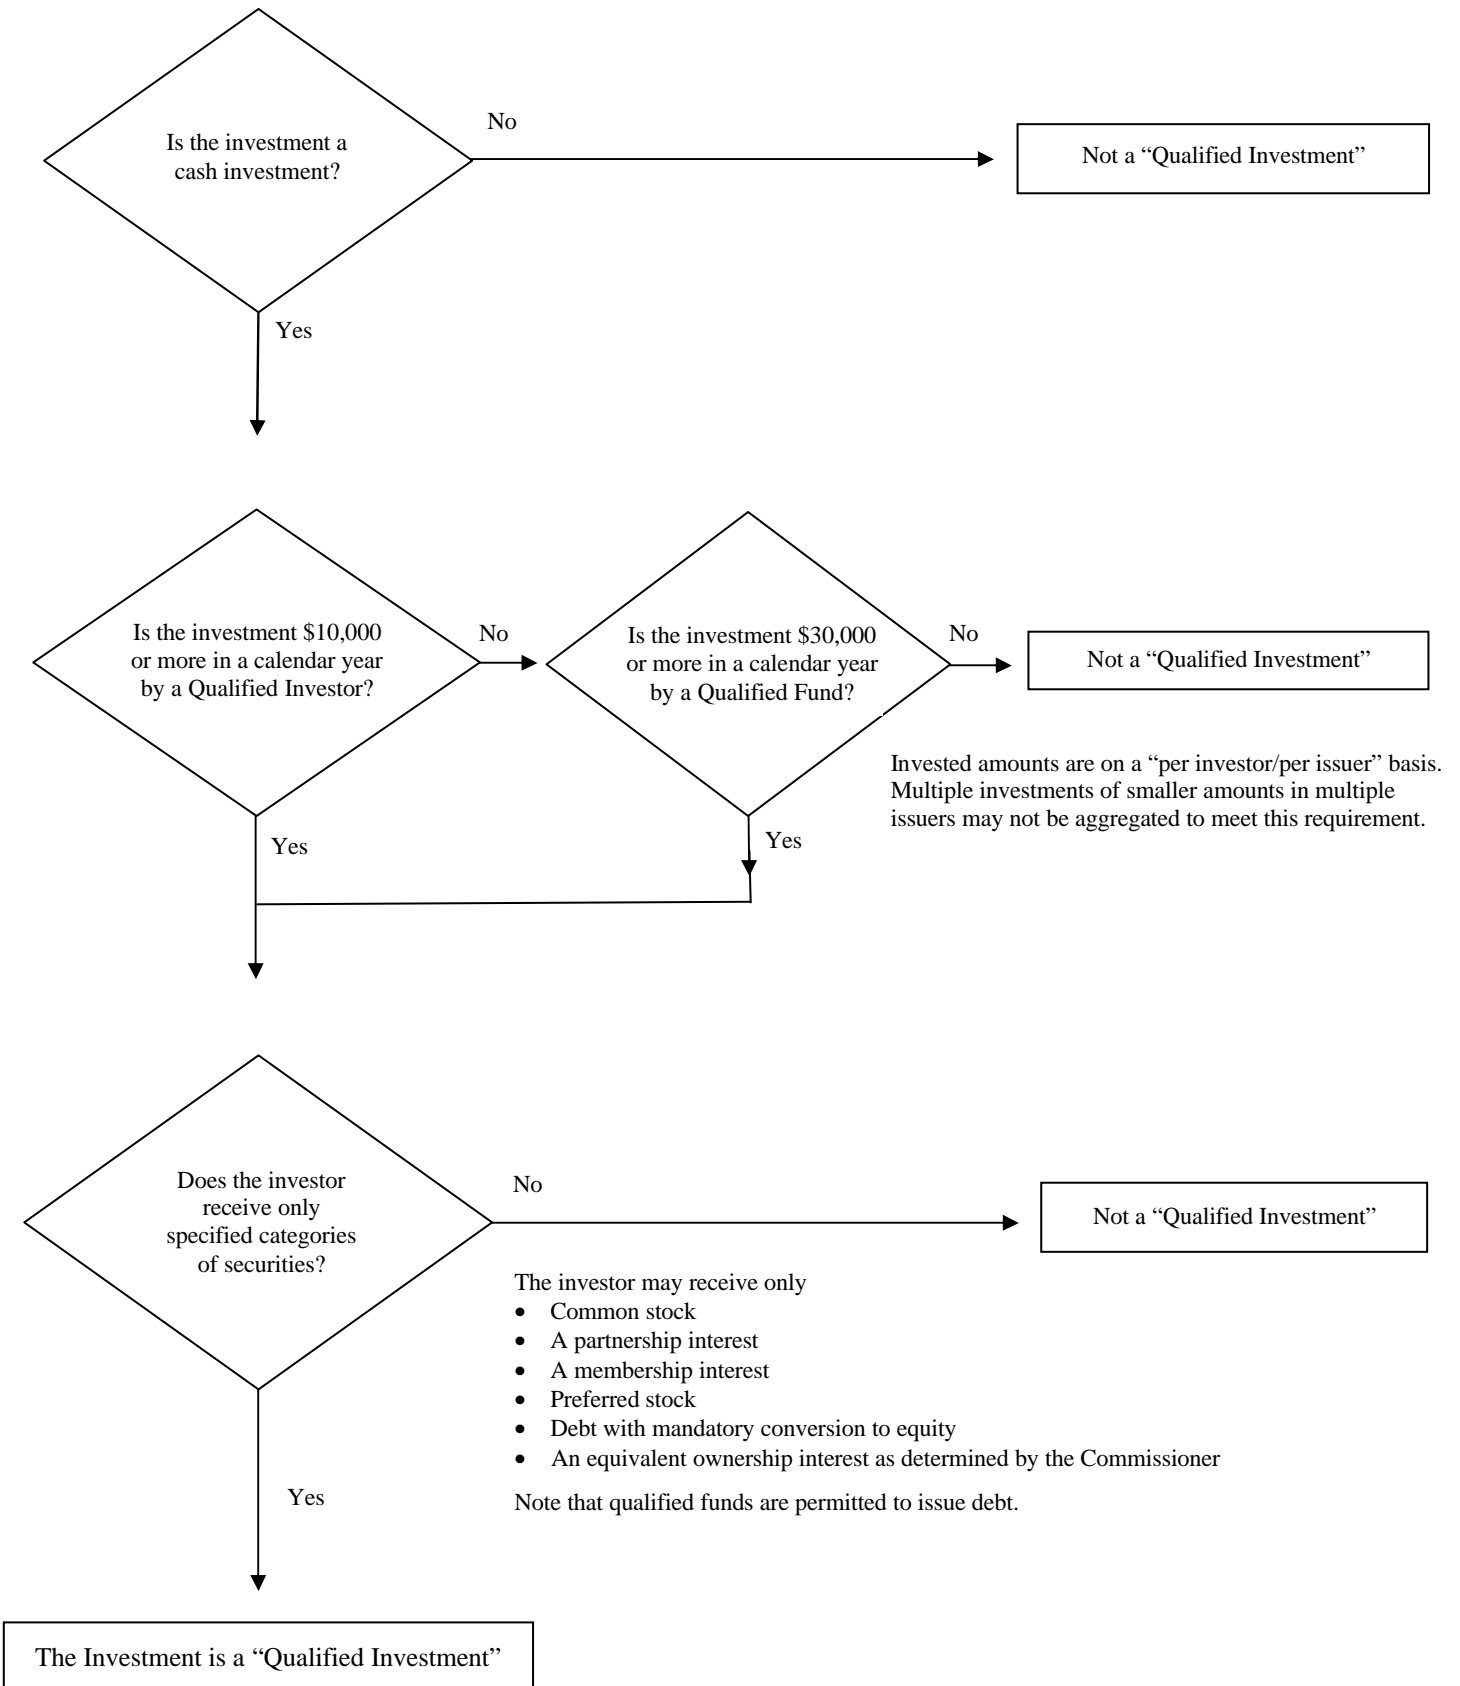 Is the investment a
cash investment?
No
Not a “Qualified Investment”
Yes
Is the investment $10,000
or more in a calendar year
by a Qualified Investor?
No
Is the investment $30,000
or more in a calendar year
by a Qualified Fund?
No
Not a “Qualified Investment”
Invested amounts are on a “per investor/per issuer” basis.
Multiple investments of smaller amounts in multiple
issuers may not be aggregated to meet this requirement.
Yes
Yes
Does the investor
receive only
specified categories
of securities?
No
Not a “Qualified Investment”
The investor may receive only
• Common stock
• A partnership interest
• A membership interest
• Preferred stock
• Debt with mandatory conversion to equity
• An equivalent ownership interest as determined by the Commissioner
Note that qualified funds are permitted to issue debt.
Yes
The Investment is a “Qualified Investment”